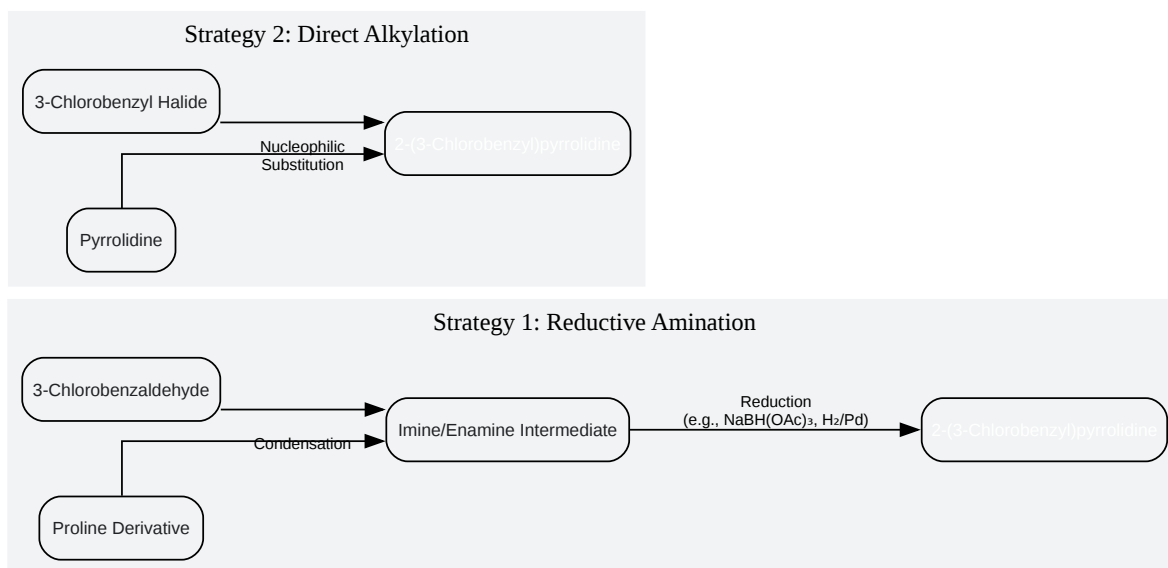 Strategy 2: Direct Alkylation
3-Chlorobenzyl Halide
2-(3-Chlorobenzyl)pyrrolidine
Nucleophilic
Substitution
Pyrrolidine
Strategy 1: Reductive Amination
3-Chlorobenzaldehyde
Reduction
(e.g., NaBH(OAc)₃, H₂/Pd)
Imine/Enamine Intermediate
2-(3-Chlorobenzyl)pyrrolidine
Condensation
Proline Derivative